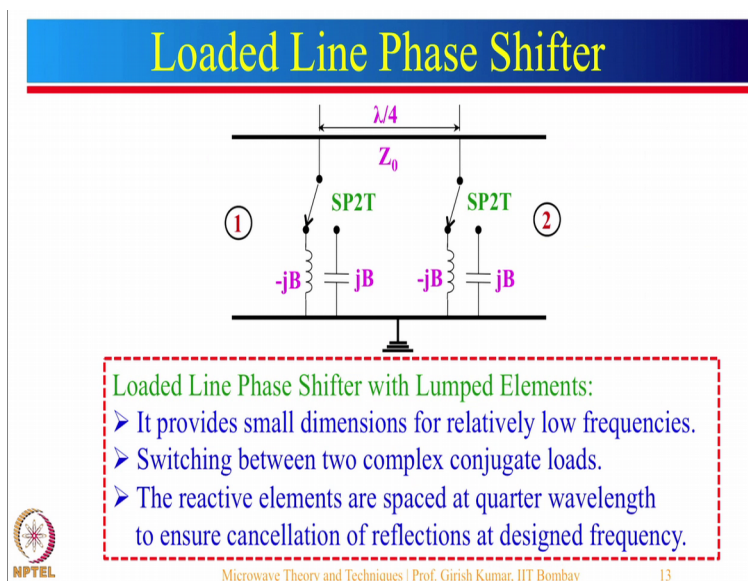 Loaded Line Phase Shifter
λ/4
Z₀
SP2T
SP2T
1
2
-jB
jB
-jB
jB
Loaded Line Phase Shifter with Lumped Elements:
➢ It provides small dimensions for relatively low frequencies.
➢ Switching between two complex conjugate loads.
➢ The reactive elements are spaced at quarter wavelength
to ensure cancellation of reflections at designed frequency.
NPTEL
Microwave Theory and Techniques | Prof. Girish Kumar, IIT Bombay
13